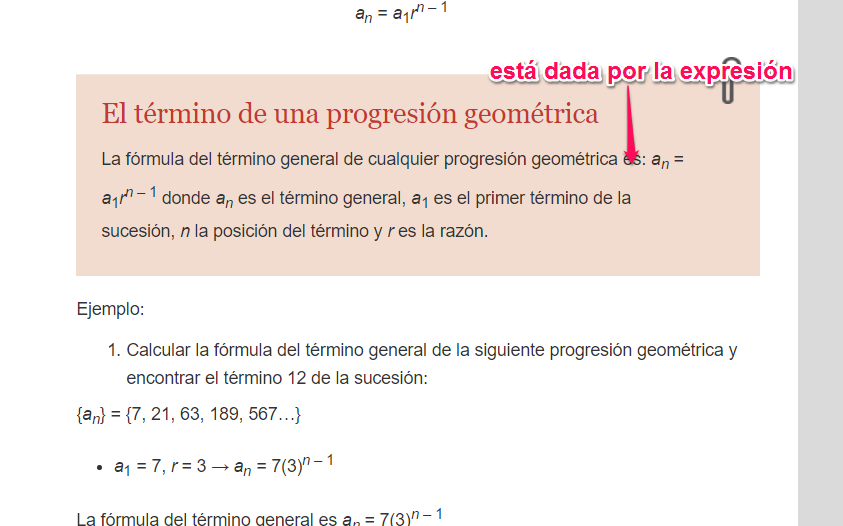 aₙ = a₁rⁿ ⁻ ¹
está dada por la expresión
El término de una progresión geométrica
La fórmula del término general de cualquier progresión geométrica es: aₙ =
a₁rⁿ ⁻ ¹ donde aₙ es el término general, a₁ es el primer término de la
sucesión, n la posición del término y r es la razón.
Ejemplo:
1. Calcular la fórmula del término general de la siguiente progresión geométrica y
encontrar el término 12 de la sucesión:
{aₙ} = {7, 21, 63, 189, 567…}
• a₁ = 7, r = 3 → aₙ = 7(3)ⁿ ⁻ ¹
La fórmula del término general es aₙ = 7(3)ⁿ ⁻ ¹